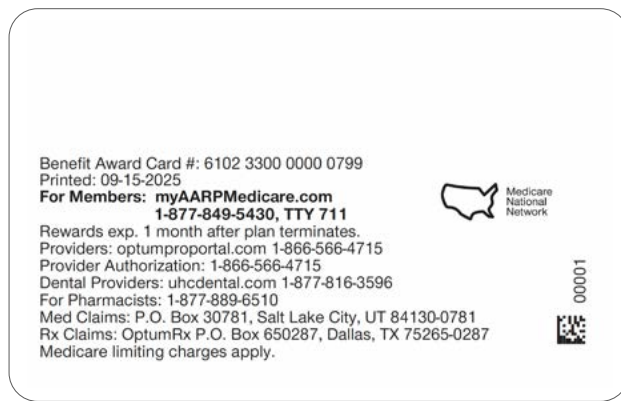 Benefit Award Card #: 6102 3300 0000 0799
Printed: 09-15-2025
For Members: myAARPMedicare.com
1-877-849-5430, TTY 711
Rewards exp. 1 month after plan terminates.
Providers: optumproportal.com 1-866-566-4715
Provider Authorization: 1-866-566-4715
Dental Providers: uhcdental.com 1-877-816-3596
For Pharmacists: 1-877-889-6510
Med Claims: P.O. Box 30781, Salt Lake City, UT 84130-0781
Rx Claims: OptumRx P.O. Box 650287, Dallas, TX 75265-0287
Medicare limiting charges apply.
Medicare
National
Network
00001